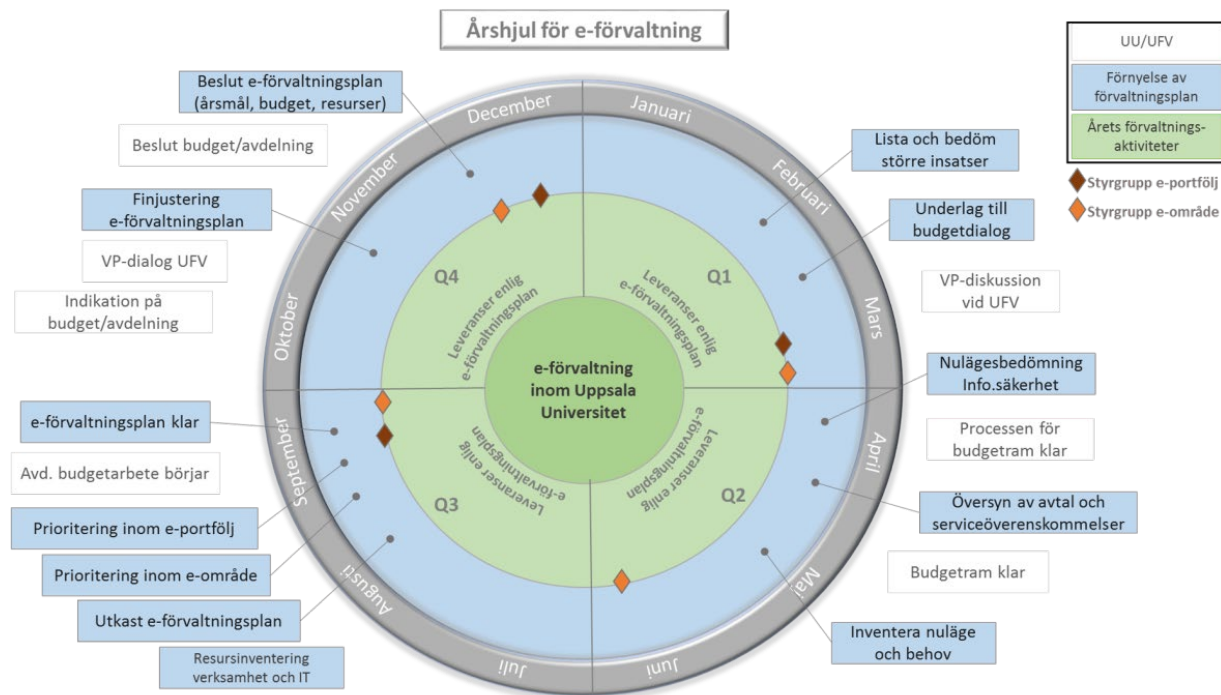 Årshjul för e-förvaltning
UU/UFV
Förnyelse av
förvaltningsplan
Årets förvaltnings-
aktiviteter
Styrgrupp e-portfölj
Styrgrupp e-område
Januari
Februari
Mars
April
Maj
Juni
Juli
Augusti
September
Oktober
November
December
Lista och bedöm
större insatser
Underlag till
budgetdialog
VP-diskussion
vid UFV
Nulägesbedömning
Info.säkerhet
Processen för
budgetram klar
Översyn av avtal och
serviceöverenskommelser
Budgetram klar
Inventera nuläge
och behov
Resursinventering
verksamhet och IT
Utkast e-förvaltningsplan
Prioritering inom e-område
Prioritering inom e-portfölj
Avd. budgetarbete börjar
e-förvaltningsplan klar
Indikation på
budget/avdelning
VP-dialog UFV
Finjustering
e-förvaltningsplan
Beslut budget/avdelning
Beslut e-förvaltningsplan
(årsmål, budget, resurser)
Q1
Leveranser enlig
e-förvaltningsplan
Q2
Leveranser enlig
e-förvaltningsplan
Q3
Leveranser enlig
e-förvaltningsplan
Q4
Leveranser enlig
e-förvaltningsplan
e-förvaltning
inom Uppsala
Universitet